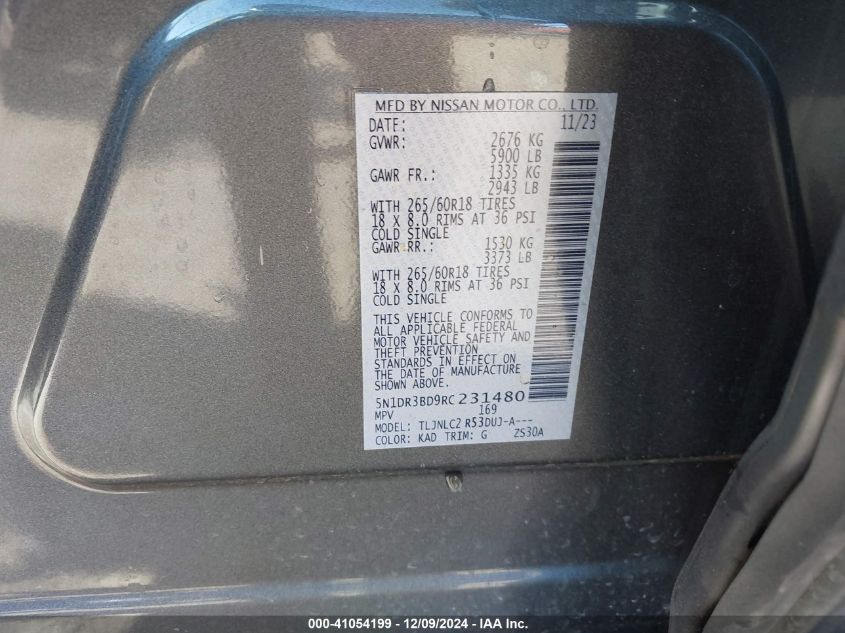 MFD BY NISSAN MOTOR CO., LTD.
DATE: 11/23
GVWR: 2676 KG
5900 LB
GAWR FR.: 1335 KG
2943 LB
WITH 265/60R18 TIRES
18 X 8.0 RIMS AT 36 PSI
COLD SINGLE
GAWR RR.: 1530 KG
3373 LB
WITH 265/60R18 TIRES
18 X 8.0 RIMS AT 36 PSI
COLD SINGLE
THIS VEHICLE CONFORMS TO
ALL APPLICABLE FEDERAL
MOTOR VEHICLE SAFETY AND
THEFT PREVENTION
STANDARDS IN EFFECT ON
THE DATE OF MANUFACTURE
SHOWN ABOVE.
5N1DR3BD9RC231480
MPV 169
MODEL: TLJNLC2 R53DUJ-A---
COLOR: KAD TRIM: G ZS30A
000-41054199 - 12/09/2024 - IAA Inc.